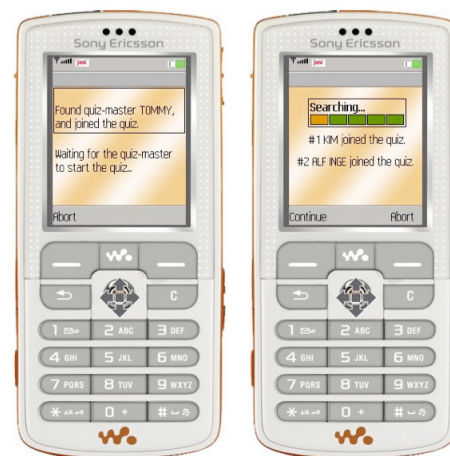 Sony Ericsson
Found quiz-master TOMMY,
and joined the quiz.
Waiting for the quiz-master
to start the quiz...
Abort
C
1
2 ABC
3 DEF
4 GHI
5 JKL
6 MNO
7 PQRS
8 TUV
9 WXYZ
* a/A
0 +
#
Sony Ericsson
Searching...
#1 KIM joined the quiz.
#2 ALF INGE joined the quiz.
Continue
Abort
C
1
2 ABC
3 DEF
4 GHI
5 JKL
6 MNO
7 PQRS
8 TUV
9 WXYZ
* a/A
0 +
#